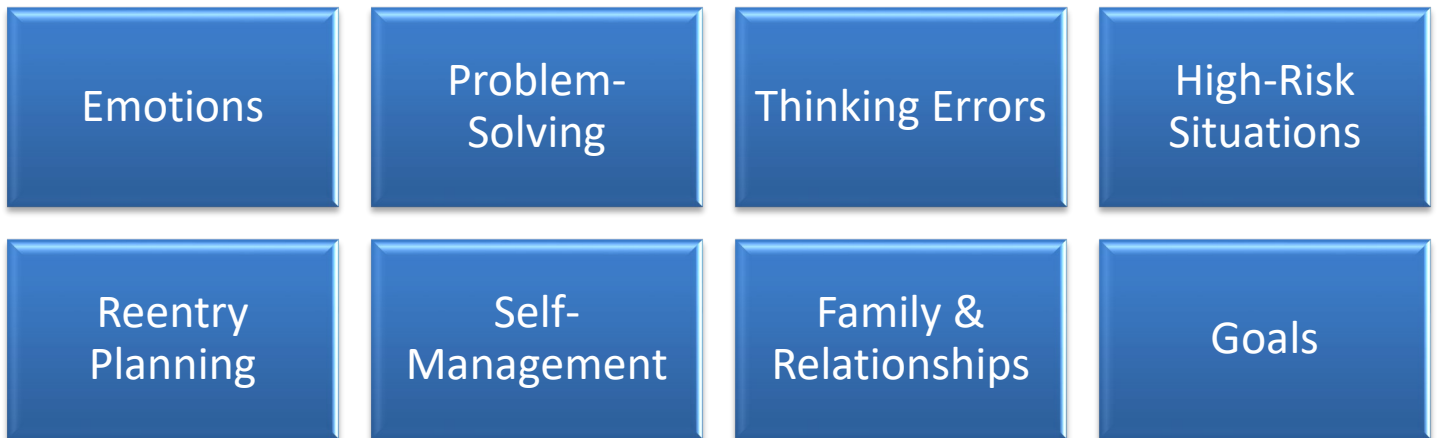 Emotions
Problem-
Solving
Thinking Errors
High-Risk
Situations
Reentry
Planning
Self-
Management
Family &
Relationships
Goals